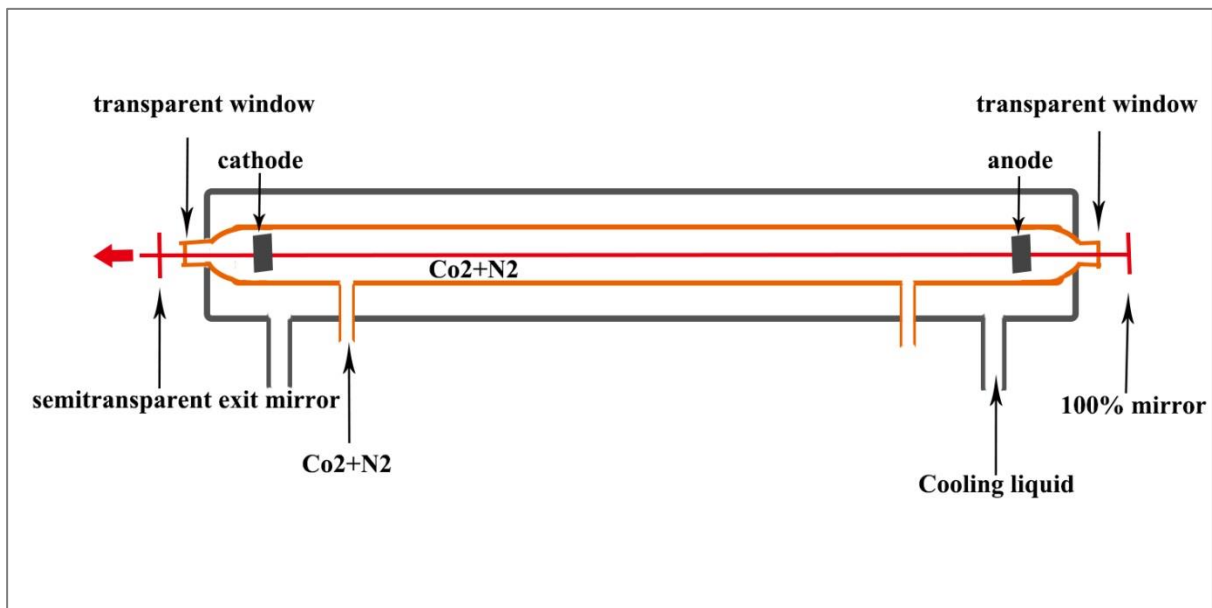 transparent window
transparent window
cathode
anode
Co2+N2
semitransparent exit mirror
100% mirror
Co2+N2
Cooling liquid